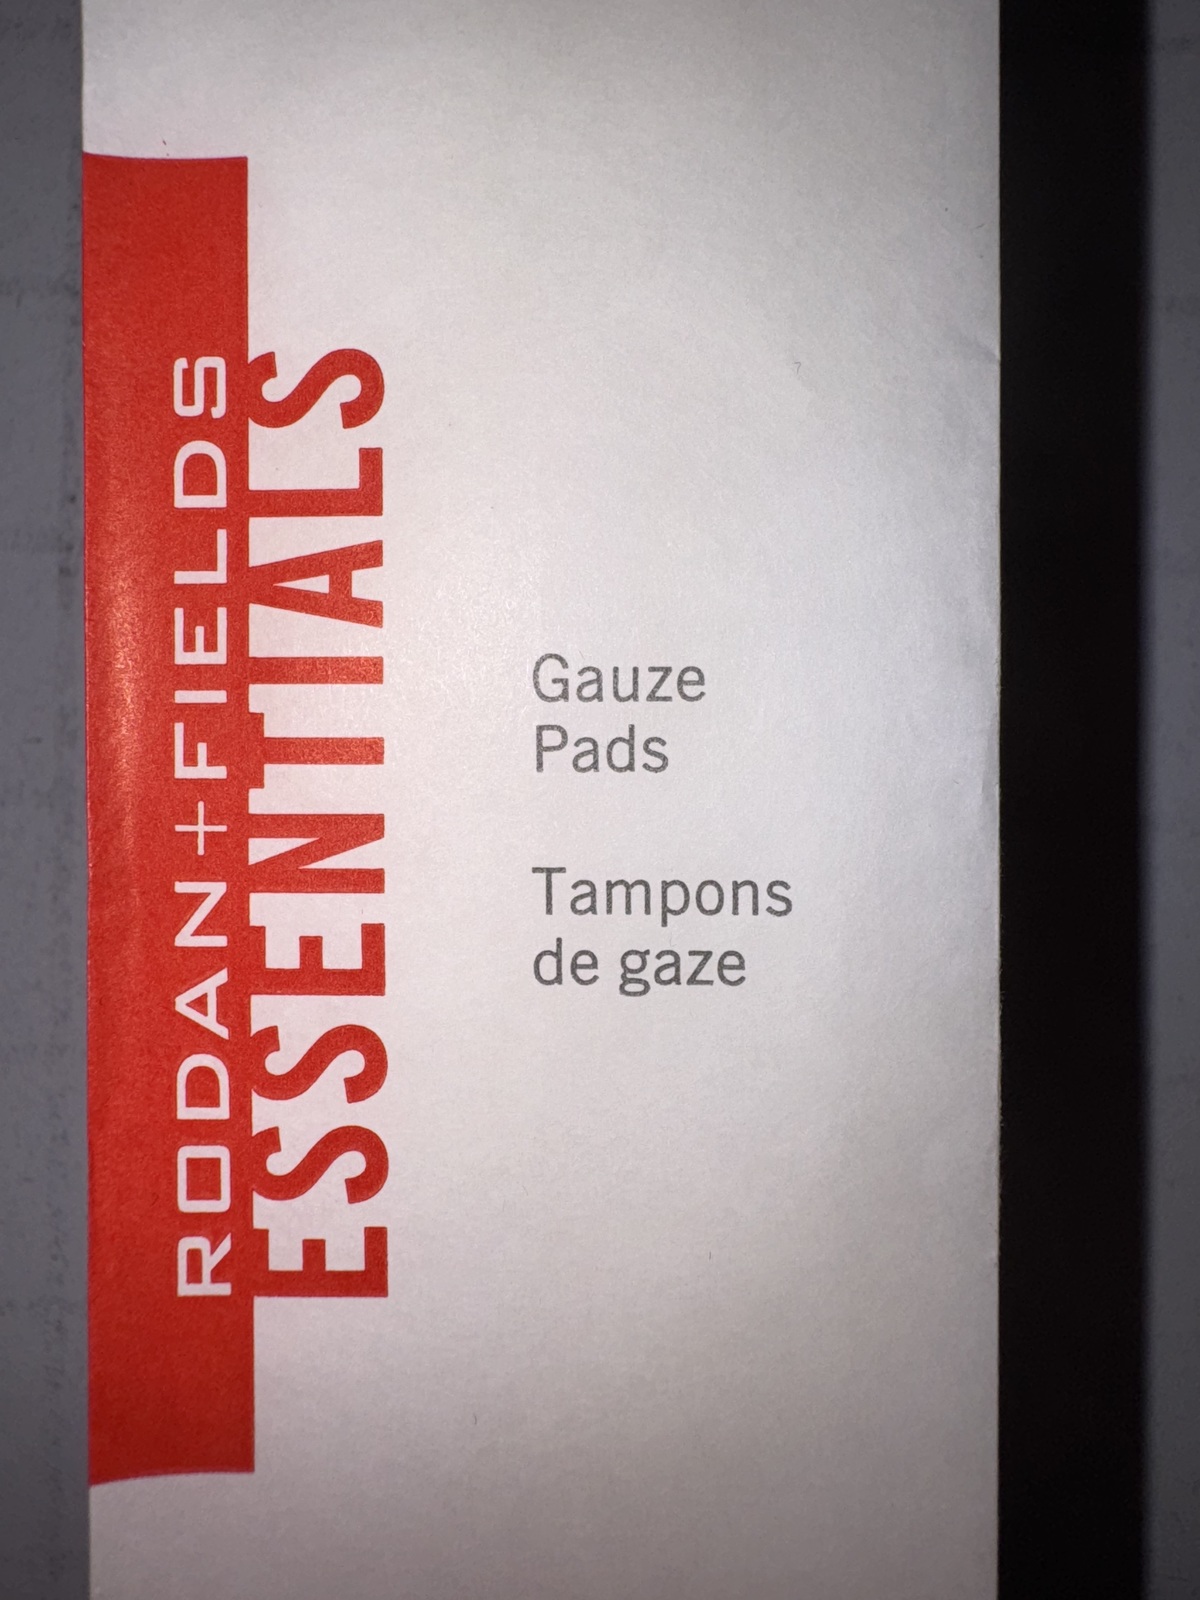 RODAN+FIELDS
ESSENTIALS
Gauze
Pads
Tampons
de gaze